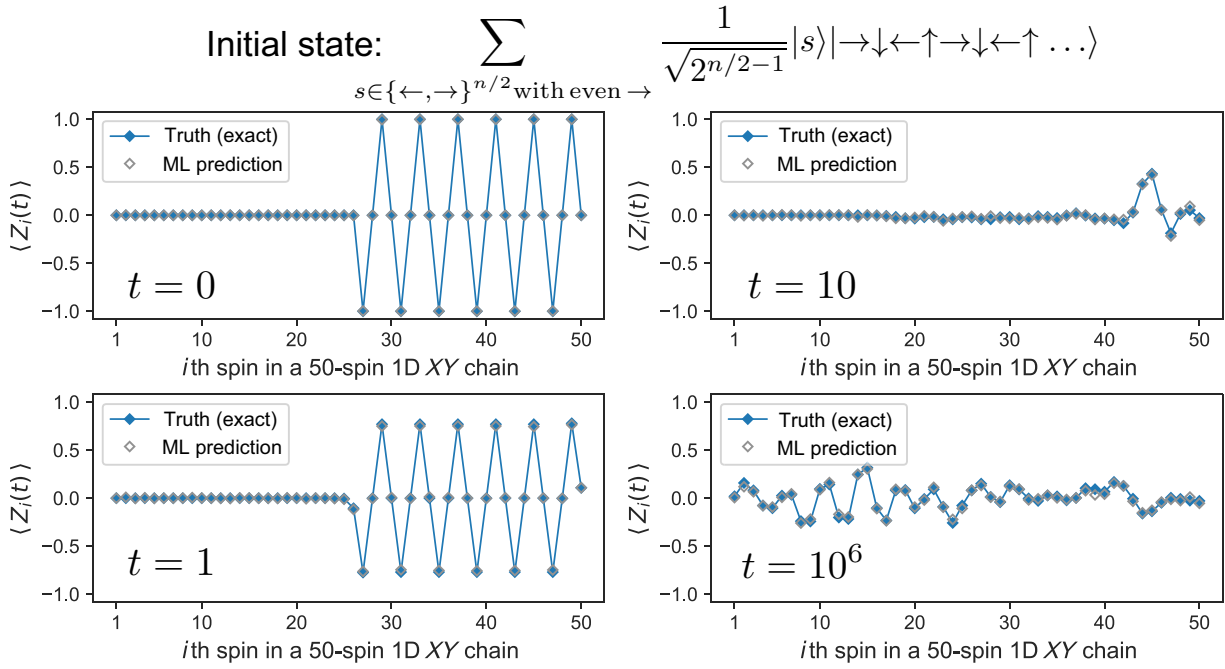 Initial state: ∑ 1/√(2^{n/2−1}) |s⟩|→↓←↑→↓←↑ …⟩
s∈{←,→}^{n/2} with even →
1.0
0.5
0.0
−0.5
−1.0
⟨Z_i(t)⟩
Truth (exact)
ML prediction
t = 0
1 10 20 30 40 50
ith spin in a 50-spin 1D XY chain
1.0
0.5
0.0
−0.5
−1.0
⟨Z_i(t)⟩
Truth (exact)
ML prediction
t = 10
1 10 20 30 40 50
ith spin in a 50-spin 1D XY chain
1.0
0.5
0.0
−0.5
−1.0
⟨Z_i(t)⟩
Truth (exact)
ML prediction
t = 1
1 10 20 30 40 50
ith spin in a 50-spin 1D XY chain
1.0
0.5
0.0
−0.5
−1.0
⟨Z_i(t)⟩
Truth (exact)
ML prediction
t = 10^6
1 10 20 30 40 50
ith spin in a 50-spin 1D XY chain